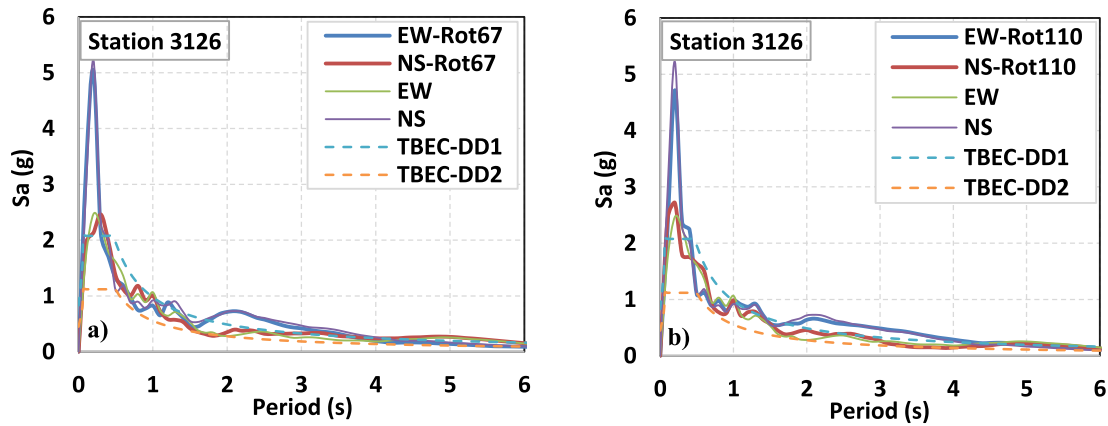 Station 3126
EW-Rot67
NS-Rot67
EW
NS
TBEC-DD1
TBEC-DD2
Sa (g)
6
5
4
3
2
1
0
a)
0 1 2 3 4 5 6
Period (s)
Station 3126
EW-Rot110
NS-Rot110
EW
NS
TBEC-DD1
TBEC-DD2
Sa (g)
6
5
4
3
2
1
0
b)
0 1 2 3 4 5 6
Period (s)